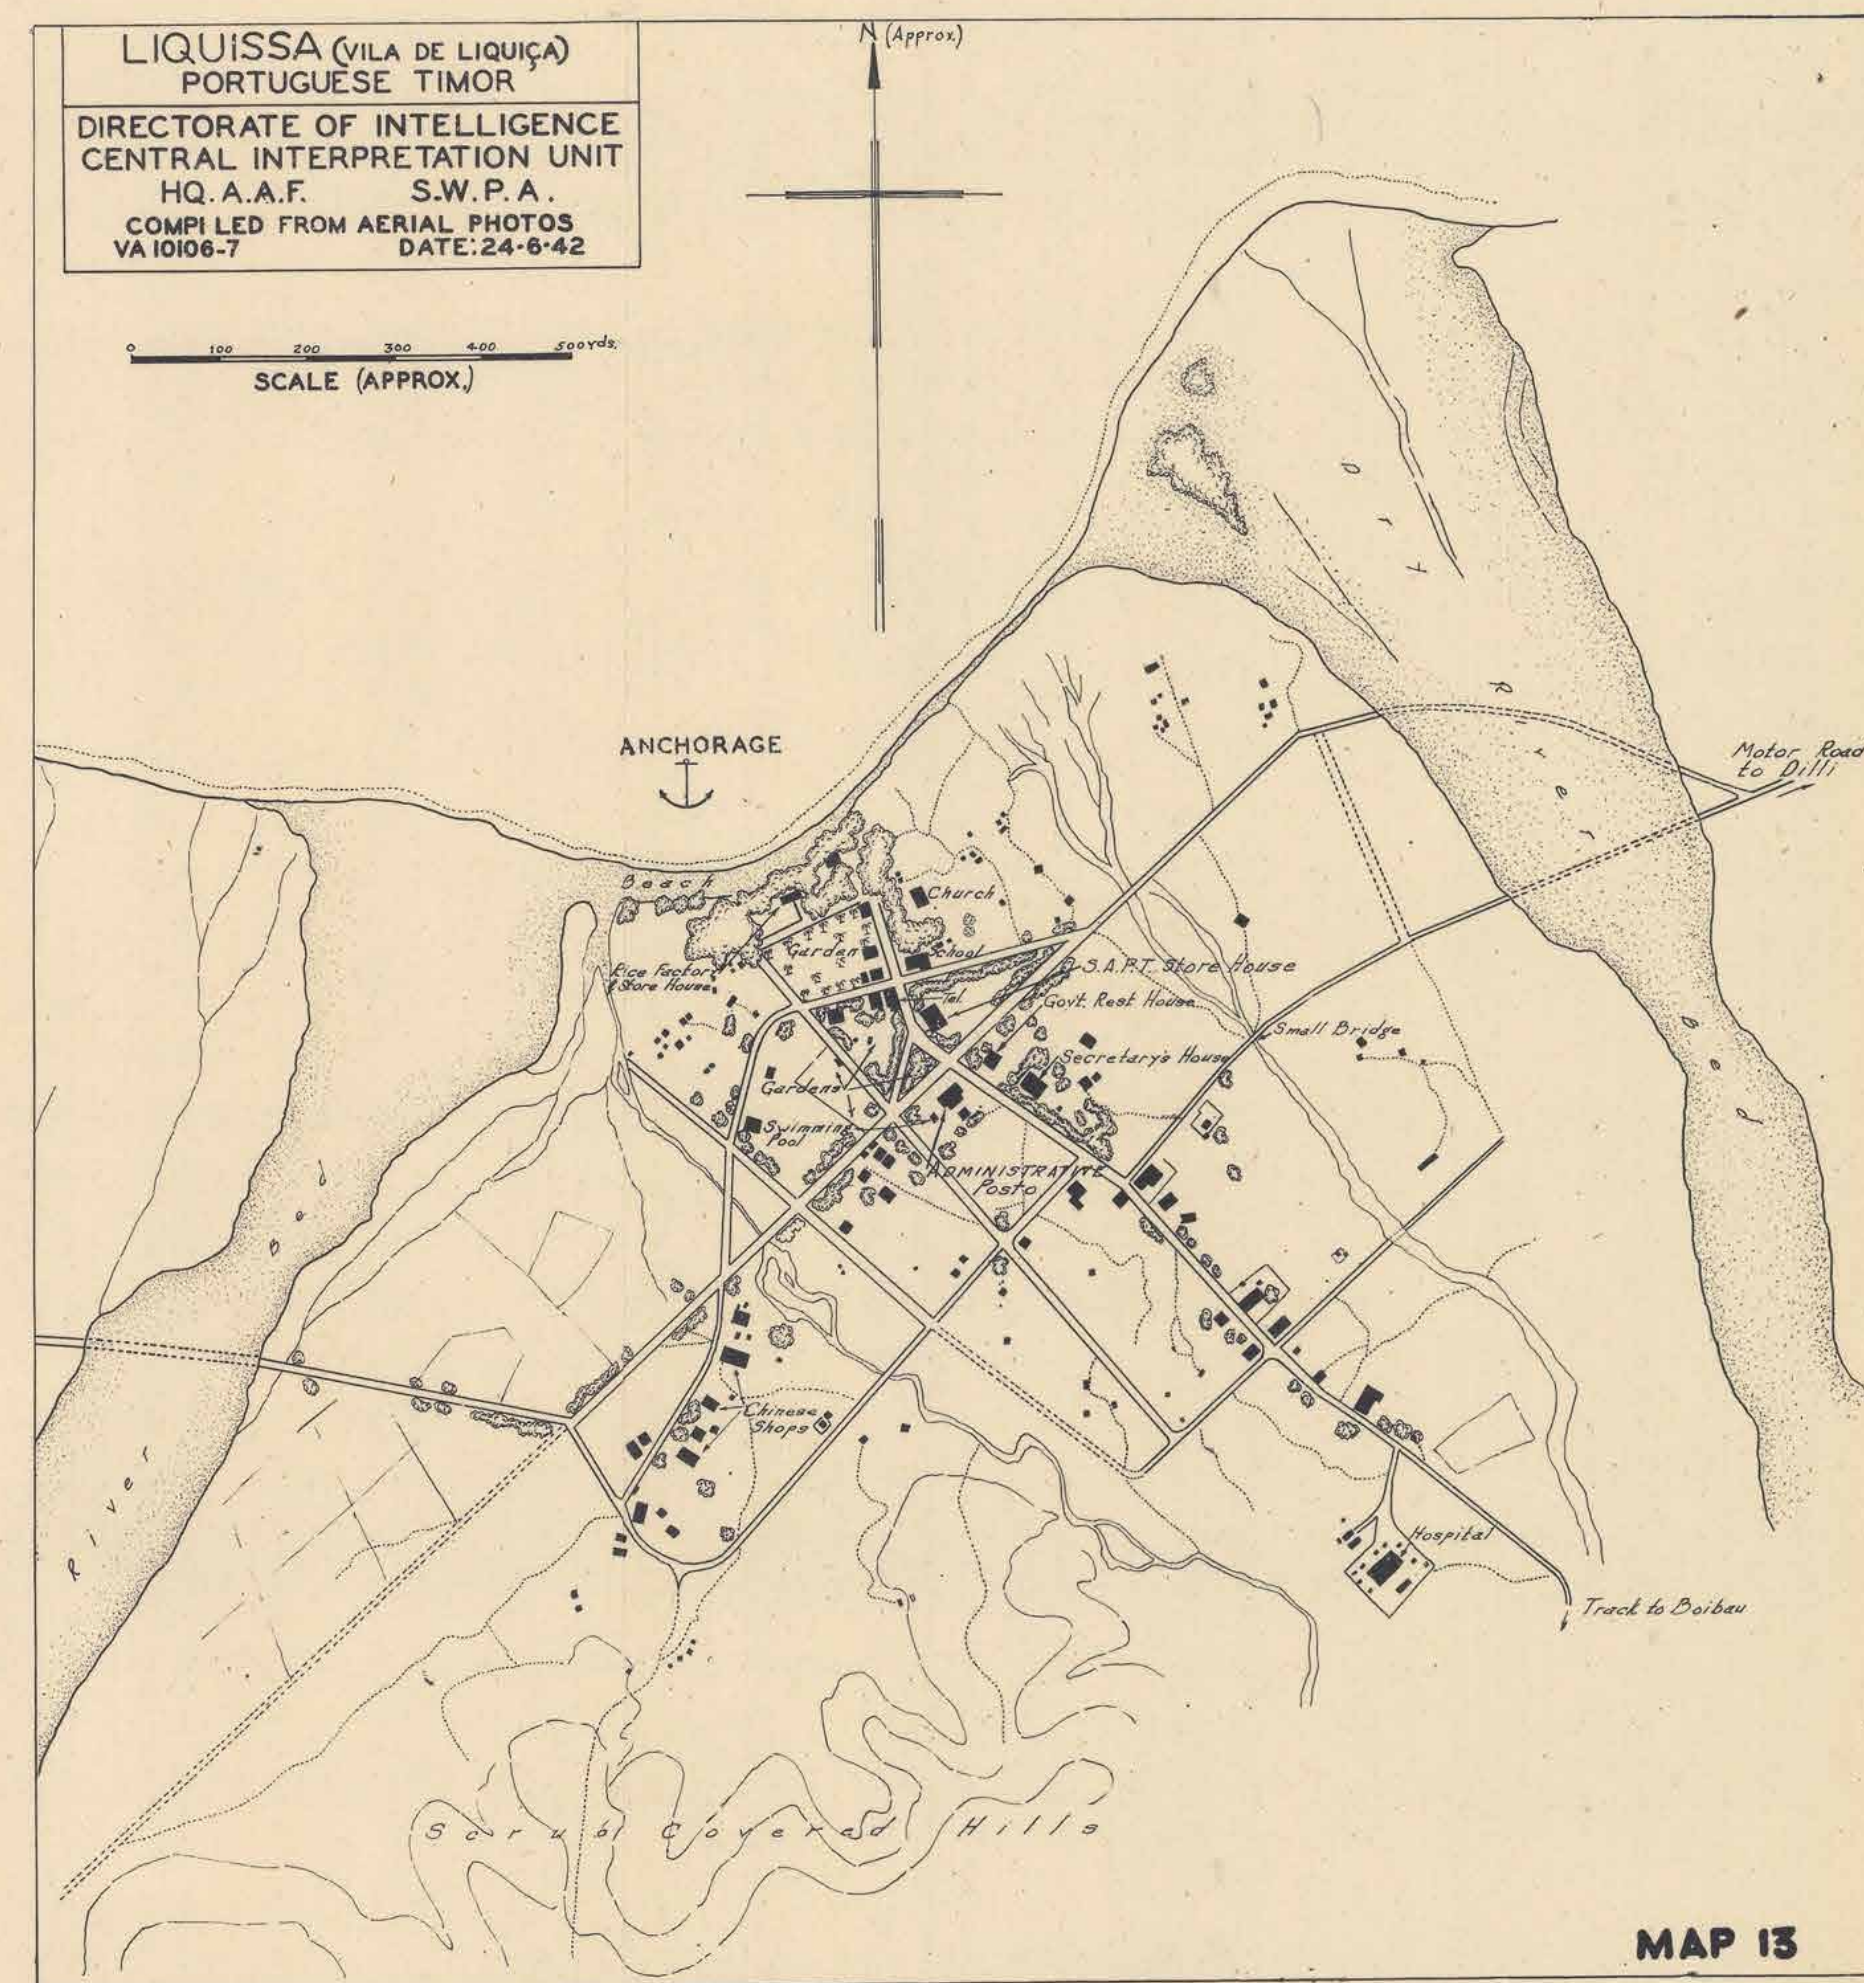 LIQUISSA (VILA DE LIQUIÇA)
PORTUGUESE TIMOR
DIRECTORATE OF INTELLIGENCE
CENTRAL INTERPRETATION UNIT
HQ. A.A.F. S.W.P.A.
COMPILED FROM AERIAL PHOTOS
VA 10106-7 DATE: 24·6·42
N (Approx.)
0 100 200 300 400 500 yds.
SCALE (APPROX.)
Dry River Bed
Motor Road
to Dilli
ANCHORAGE
Beach
Church
Garden
School
Rice Factory
& Store House
S.A.P.T. Store House
Tel.
Govt. Rest House
Small Bridge
Secretary's House
Gardens
Swimming
Pool
ADMINISTRATIVE
Posto
River Bed
Chinese
Shops
Hospital
Track to Boibau
Scrub Covered Hills
MAP 13